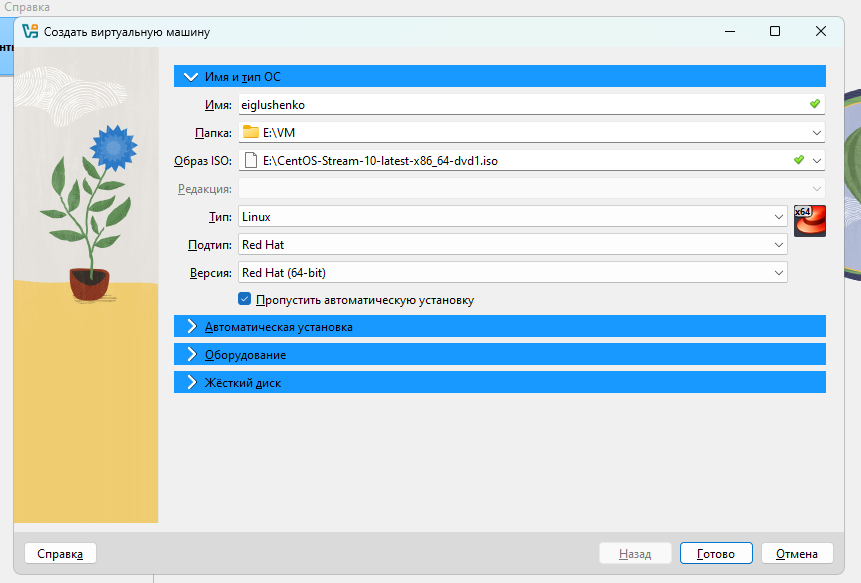 Справка
Создать виртуальную машину
Имя и тип ОС
Имя: eiglushenko
Папка: E:\VM
Образ ISO: E:\CentOS-Stream-10-latest-x86_64-dvd1.iso
Редакция:
Тип: Linux
x64
Подтип: Red Hat
Версия: Red Hat (64-bit)
Пропустить автоматическую установку
Автоматическая установка
Оборудование
Жёсткий диск
Справка
Назад
Готово
Отмена